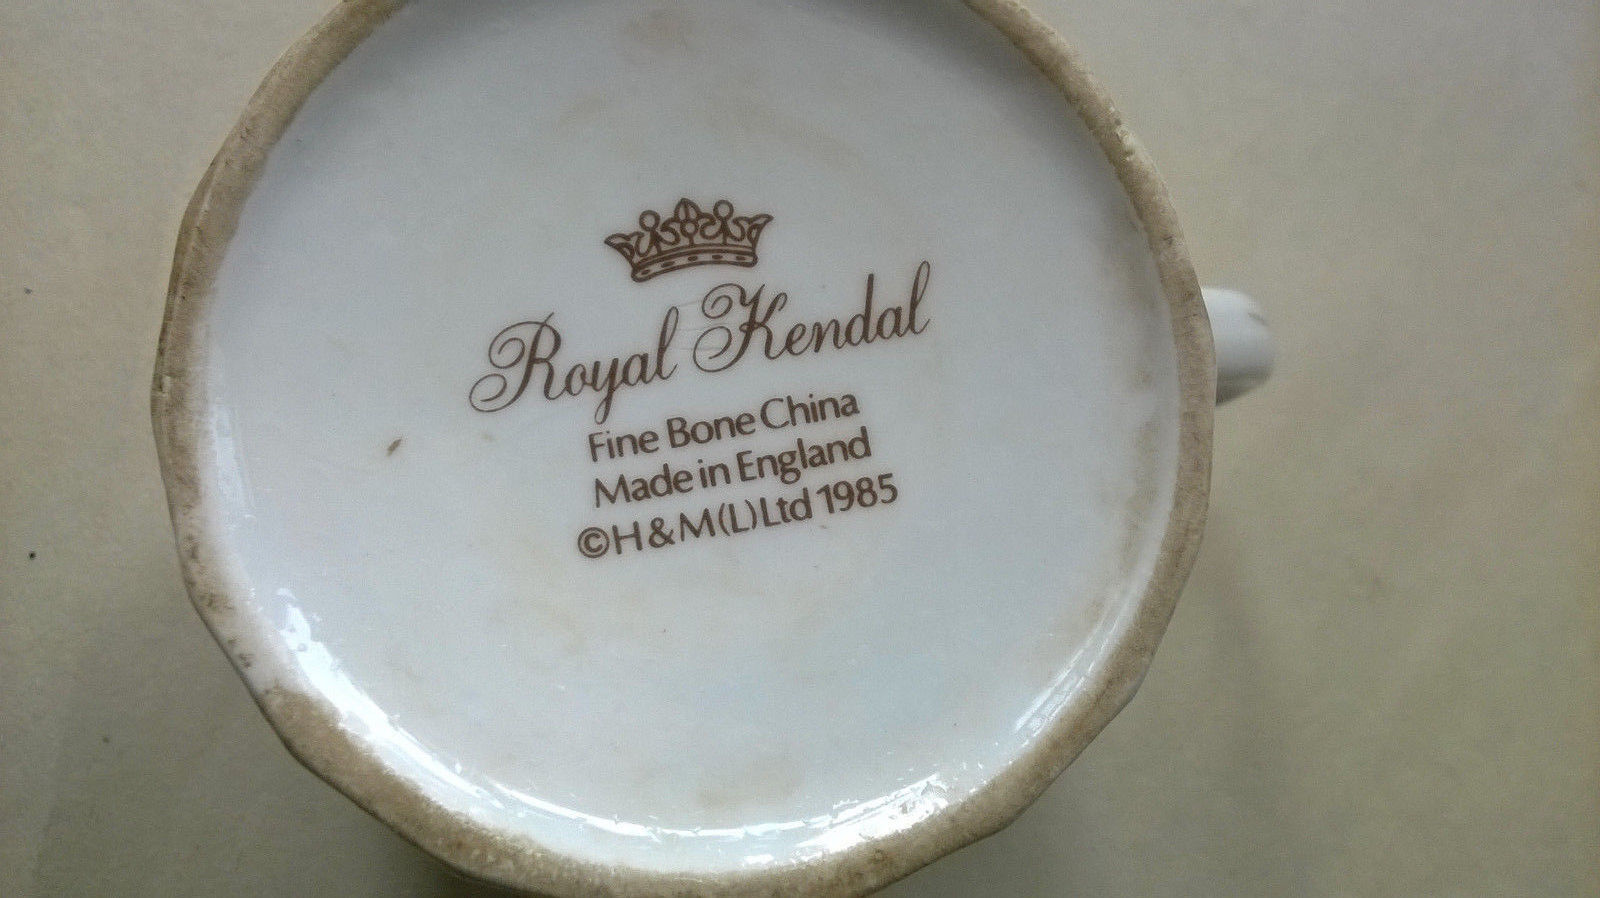 Royal Kendal
Fine Bone China
Made in England
©H&M(L)Ltd 1985